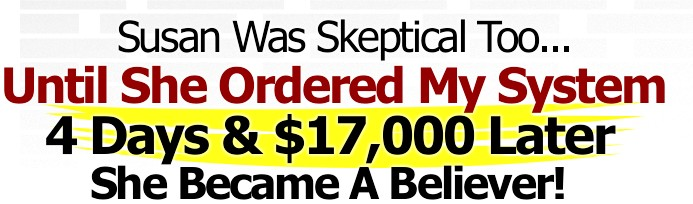 Susan Was Skeptical Too...
Until She Ordered My System
4 Days & $17,000 Later
She Became A Believer!